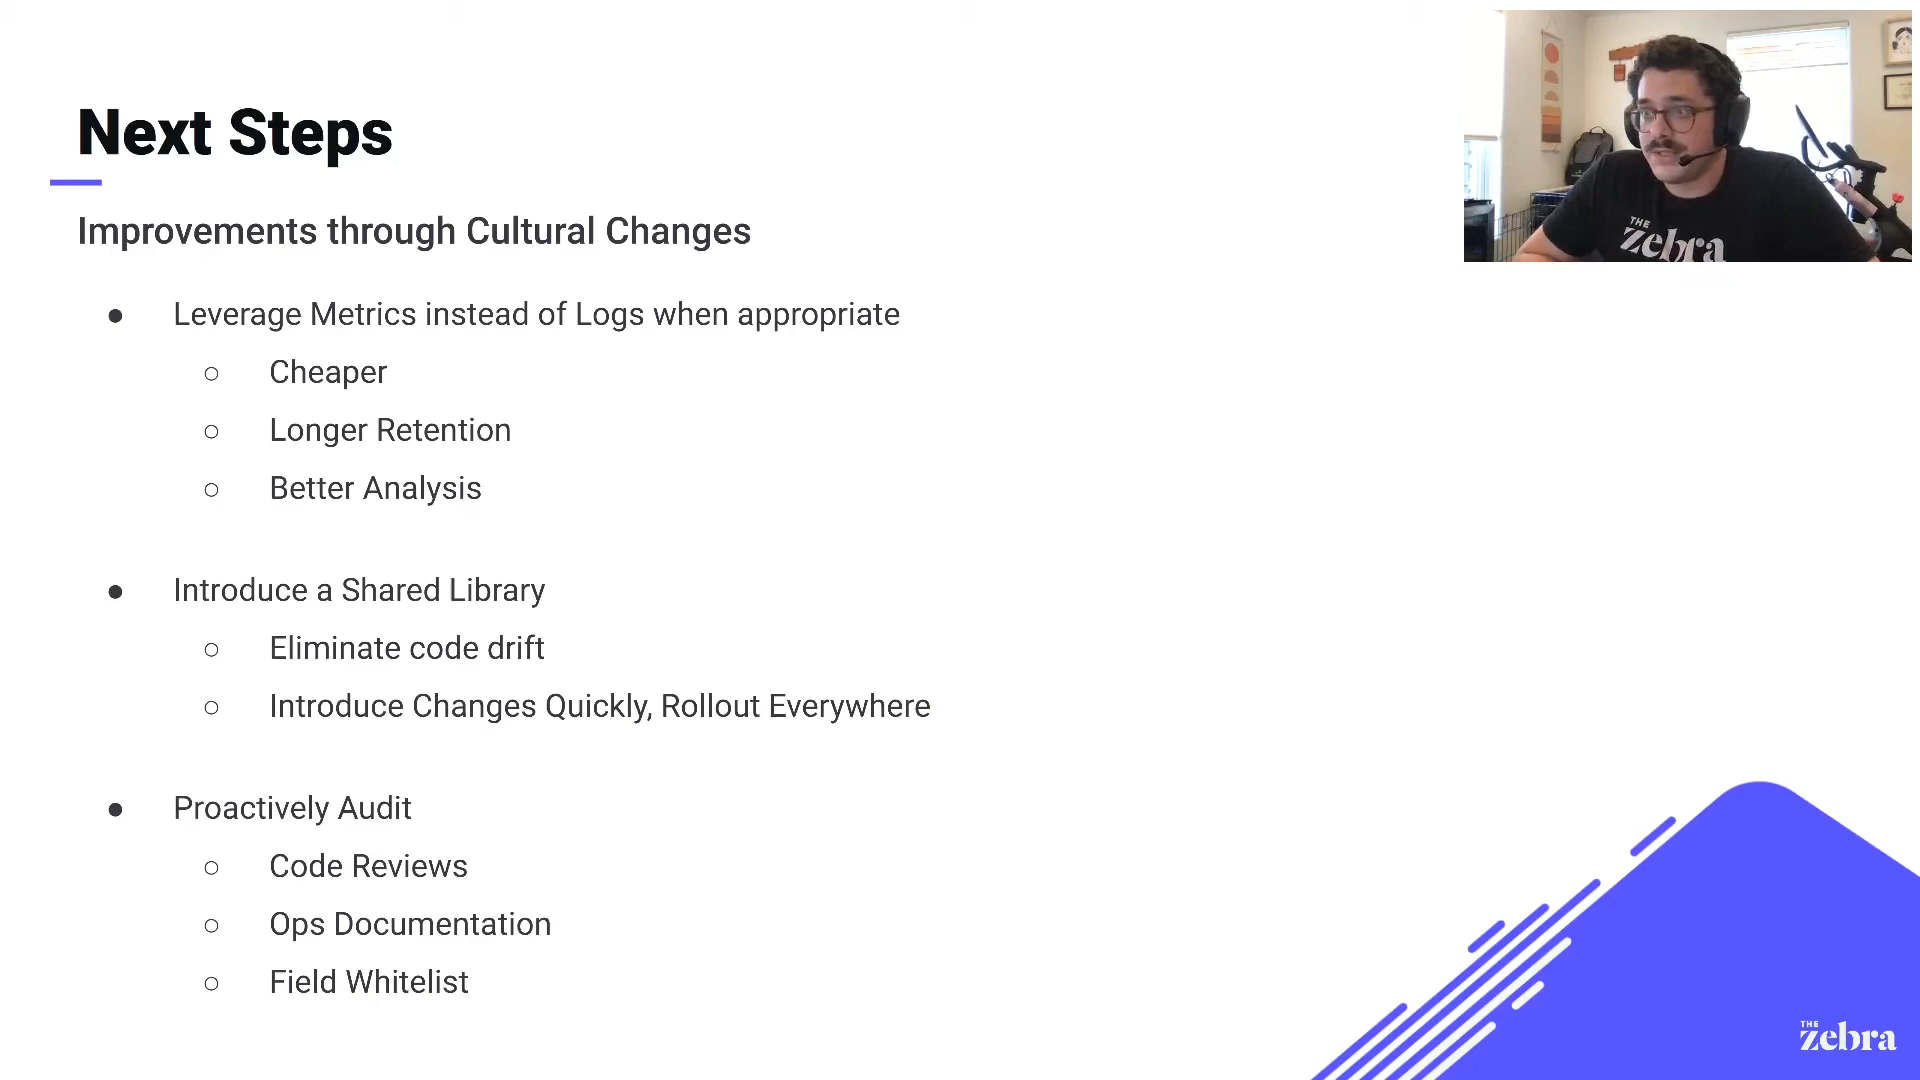 Next Steps
Improvements through Cultural Changes
● Leverage Metrics instead of Logs when appropriate
○ Cheaper
○ Longer Retention
○ Better Analysis
● Introduce a Shared Library
○ Eliminate code drift
○ Introduce Changes Quickly, Rollout Everywhere
● Proactively Audit
○ Code Reviews
○ Ops Documentation
○ Field Whitelist
THE
zebra
THE
zebra